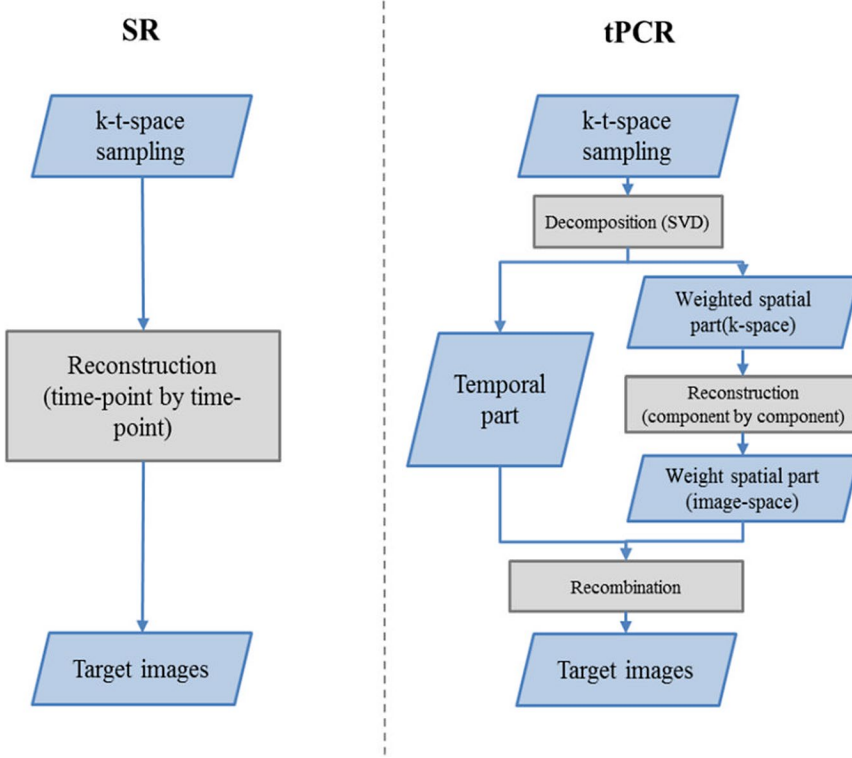 SR
k-t-space
sampling
Reconstruction
(time-point by time-
point)
Target images
tPCR
k-t-space
sampling
Decomposition (SVD)
Weighted spatial
part(k-space)
Temporal
part
Reconstruction
(component by component)
Weight spatial part
(image-space)
Recombination
Target images